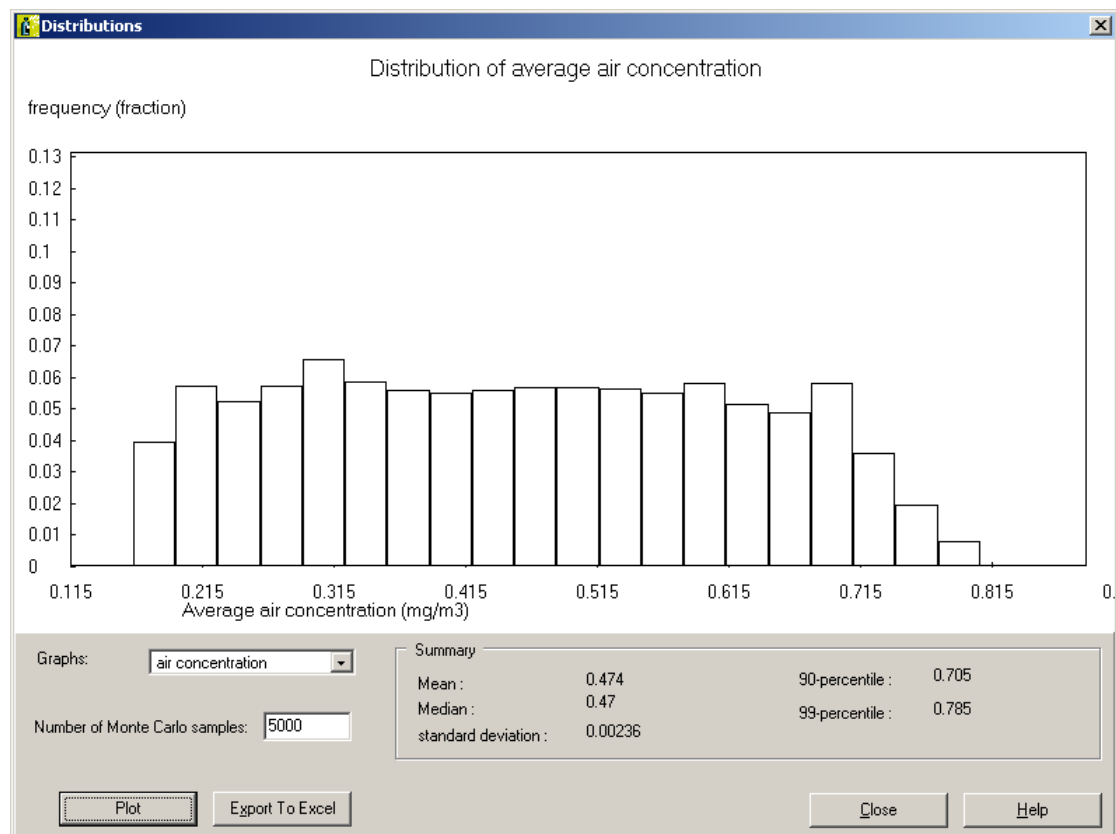 Distributions
Distribution of average air concentration
frequency (fraction)
0.13
0.12
0.11
0.1
0.09
0.08
0.07
0.06
0.05
0.04
0.03
0.02
0.01
0
0.115 0.215 0.315 0.415 0.515 0.615 0.715 0.815 0.
Average air concentration (mg/m3)
Graphs: air concentration
Number of Monte Carlo samples: 5000
Summary
Mean : 0.474 90-percentile : 0.705
Median : 0.47 99-percentile : 0.785
standard deviation : 0.00236
Plot Export To Excel Close Help